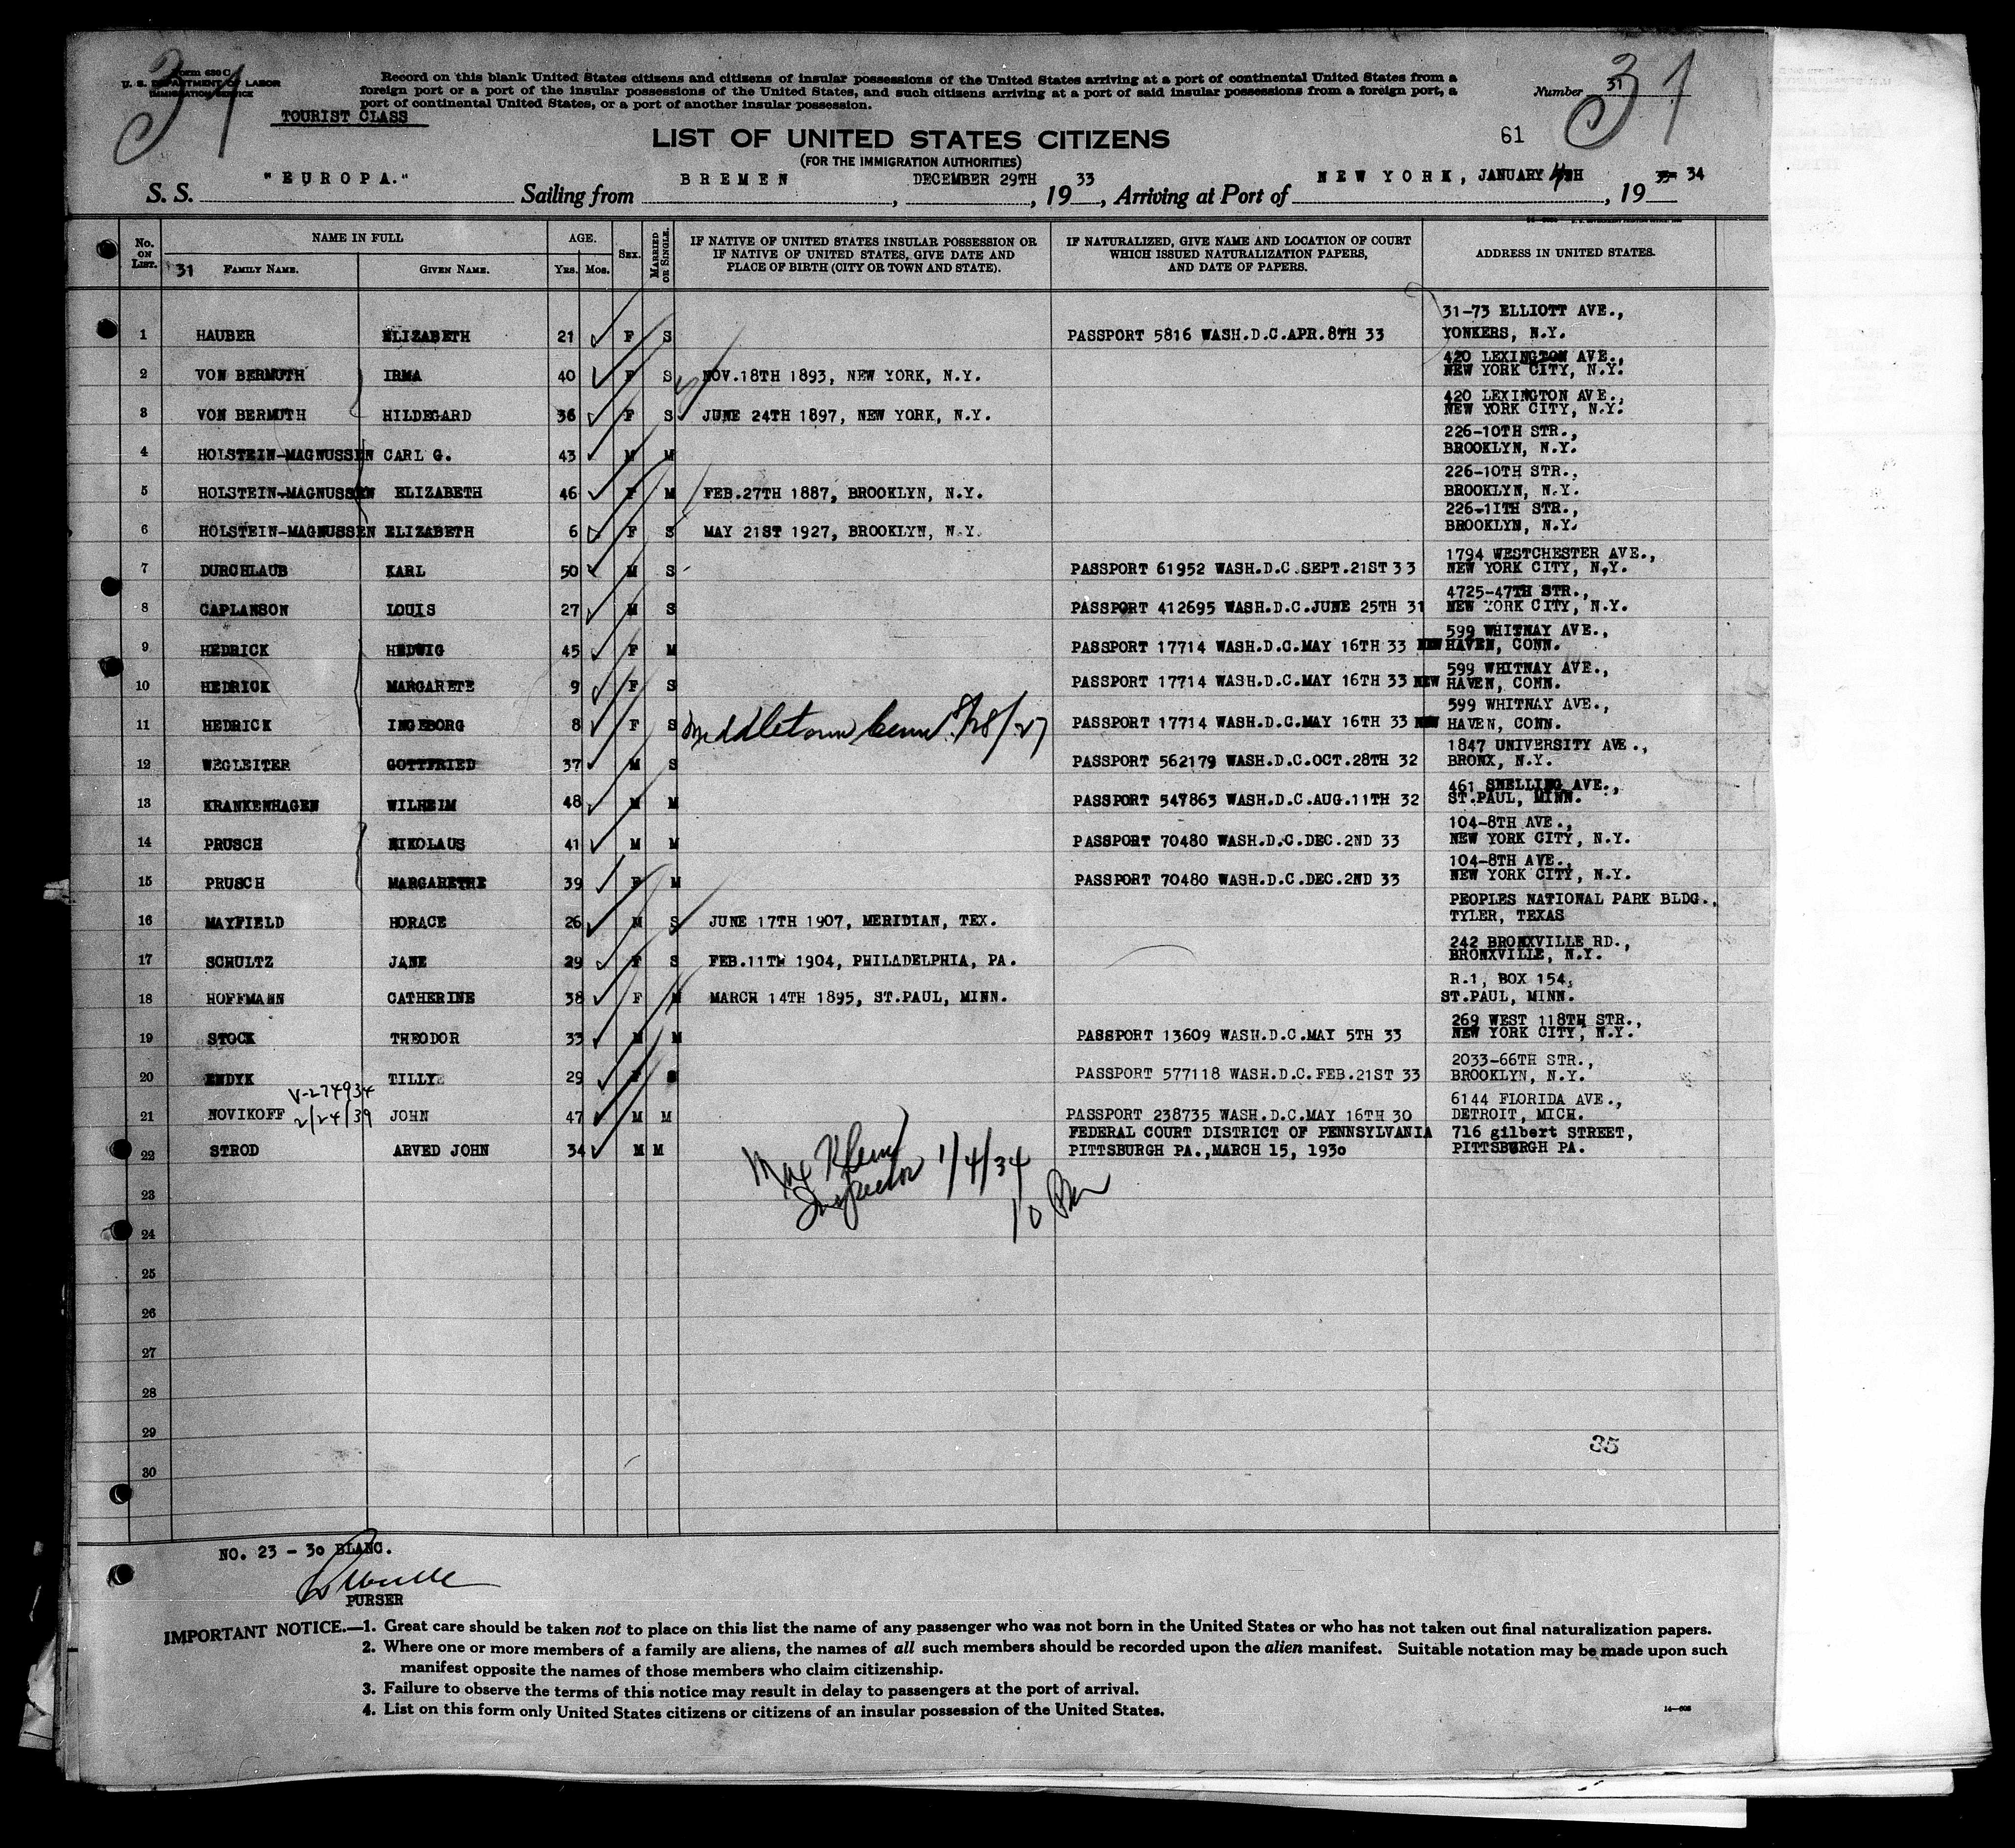 Form 630 C
U. S. DEPARTMENT OF LABOR
IMMIGRATION SERVICE
31
Record on this blank United States citizens and citizens of insular possessions of the United States arriving at a port of continental United States from a
foreign port or a port of the insular possessions of the United States, and such citizens arriving at a port of said insular possessions from a foreign port, a
port of continental United States, or a port of another insular possession.
Number 31
31
TOURIST CLASS
LIST OF UNITED STATES CITIZENS
61
(FOR THE IMMIGRATION AUTHORITIES)
S. S. "EUROPA." Sailing from BREMEN, DECEMBER 29TH, 1933, Arriving at Port of NEW YORK, JANUARY 4TH, 19 34
No. ON LIST. NAME IN FULL AGE. SEX. MARRIED OR SINGLE. IF NATIVE OF UNITED STATES INSULAR POSSESSION OR IF NATIVE OF UNITED STATES, GIVE DATE AND PLACE OF BIRTH (CITY OR TOWN AND STATE). IF NATURALIZED, GIVE NAME AND LOCATION OF COURT WHICH ISSUED NATURALIZATION PAPERS, AND DATE OF PAPERS. ADDRESS IN UNITED STATES.
31 FAMILY NAME. GIVEN NAME. YRS. MOS.
1 HAUBER ELIZABETH 21 F S PASSPORT 5816 WASH.D.C.APR.8TH 33 31-73 ELLIOTT AVE., YONKERS, N.Y.
2 VON BERMUTH IRMA 40 F S NOV.18TH 1893, NEW YORK, N.Y. 420 LEXINGTON AVE., NEW YORK CITY, N.Y.
3 VON BERMUTH HILDEGARD 36 F S JUNE 24TH 1897, NEW YORK, N.Y. 420 LEXINGTON AVE., NEW YORK CITY, N.Y.
4 HOLSTEIN-MAGNUSSEN CARL G. 43 M M 226-10TH STR., BROOKLYN, N.Y.
5 HOLSTEIN-MAGNUSSEN ELIZABETH 46 F M FEB.27TH 1887, BROOKLYN, N.Y. 226-10TH STR., BROOKLYN, N.Y.
6 HOLSTEIN-MAGNUSSEN ELIZABETH 6 F S MAY 21ST 1927, BROOKLYN, N.Y. 226-11TH STR., BROOKLYN, N.Y.
7 DURCHLAUB KARL 50 M S PASSPORT 61952 WASH.D.C.SEPT.21ST 33 1794 WESTCHESTER AVE., NEW YORK CITY, N.Y.
8 CAPLANSON LOUIS 27 M S PASSPORT 412695 WASH.D.C.JUNE 25TH 31 4725-47TH STR., NEW YORK CITY, N.Y.
9 HEDRICK HEDWIG 45 F M PASSPORT 17714 WASH.D.C.MAY 16TH 33 599 WHITNAY AVE., NEW HAVEN, CONN.
10 HEDRICK MARGARETE 9 F S PASSPORT 17714 WASH.D.C.MAY 16TH 33 599 WHITNAY AVE., NEW HAVEN, CONN.
11 HEDRICK INGEBORG 8 F S Middletown, Conn. 8/28/27 PASSPORT 17714 WASH.D.C.MAY 16TH 33 599 WHITNAY AVE., NEW HAVEN, CONN.
12 WEGLEITER GOTTFRIED 37 M S PASSPORT 562179 WASH.D.C.OCT.28TH 32 1847 UNIVERSITY AVE., BRONX, N.Y.
13 KRANKENHAGEN WILHEIM 48 M M PASSPORT 547863 WASH.D.C.AUG.11TH 32 461 SNELLING AVE., ST.PAUL, MINN.
14 PRUSCH NIKOLAUS 41 M M PASSPORT 70480 WASH.D.C.DEC.2ND 33 104-8TH AVE., NEW YORK CITY, N.Y.
15 PRUSCH MARGARETHE 39 F M PASSPORT 70480 WASH.D.C.DEC.2ND 33 104-8TH AVE., NEW YORK CITY, N.Y.
16 MAYFIELD HORACE 26 M S JUNE 17TH 1907, MERIDIAN, TEX. PEOPLES NATIONAL PARK BLDG., TYLER, TEXAS
17 SCHULTZ JANE 29 F S FEB.11TH 1904, PHILADELPHIA, PA. 242 BRONXVILLE RD., BRONXVILLE, N.Y.
18 HOFFMANN CATHERINE 38 F M MARCH 14TH 1895, ST.PAUL, MINN. R.1, BOX 154, ST.PAUL, MINN.
19 STOCK THEODOR 33 M M PASSPORT 13609 WASH.D.C.MAY 5TH 33 269 WEST 118TH STR., NEW YORK CITY, N.Y.
20 ENDYK TILLY 29 F PASSPORT 577118 WASH.D.C.FEB.21ST 33 2033-66TH STR., BROOKLYN, N.Y.
V-274934
21 NOVIKOFF 2/24/39 JOHN 47 M M PASSPORT 238735 WASH.D.C.MAY 16TH 30 6144 FLORIDA AVE., DETROIT, MICH.
22 STROD ARVED JOHN 34 M M FEDERAL COURT DISTRICT OF PENNSYLVANIA PITTSBURGH PA.,MARCH 15, 1930 716 gilbert STREET, PITTSBURGH PA.
Inspector 1/4/34
10 Pm
23
24
25
26
27
28
29
35
30
NO. 23 - 30 BLANC.
PURSER
IMPORTANT NOTICE.—1. Great care should be taken not to place on this list the name of any passenger who was not born in the United States or who has not taken out final naturalization papers.
2. Where one or more members of a family are aliens, the names of all such members should be recorded upon the alien manifest. Suitable notation may be made upon such
manifest opposite the names of those members who claim citizenship.
3. Failure to observe the terms of this notice may result in delay to passengers at the port of arrival.
4. List on this form only United States citizens or citizens of an insular possession of the United States.